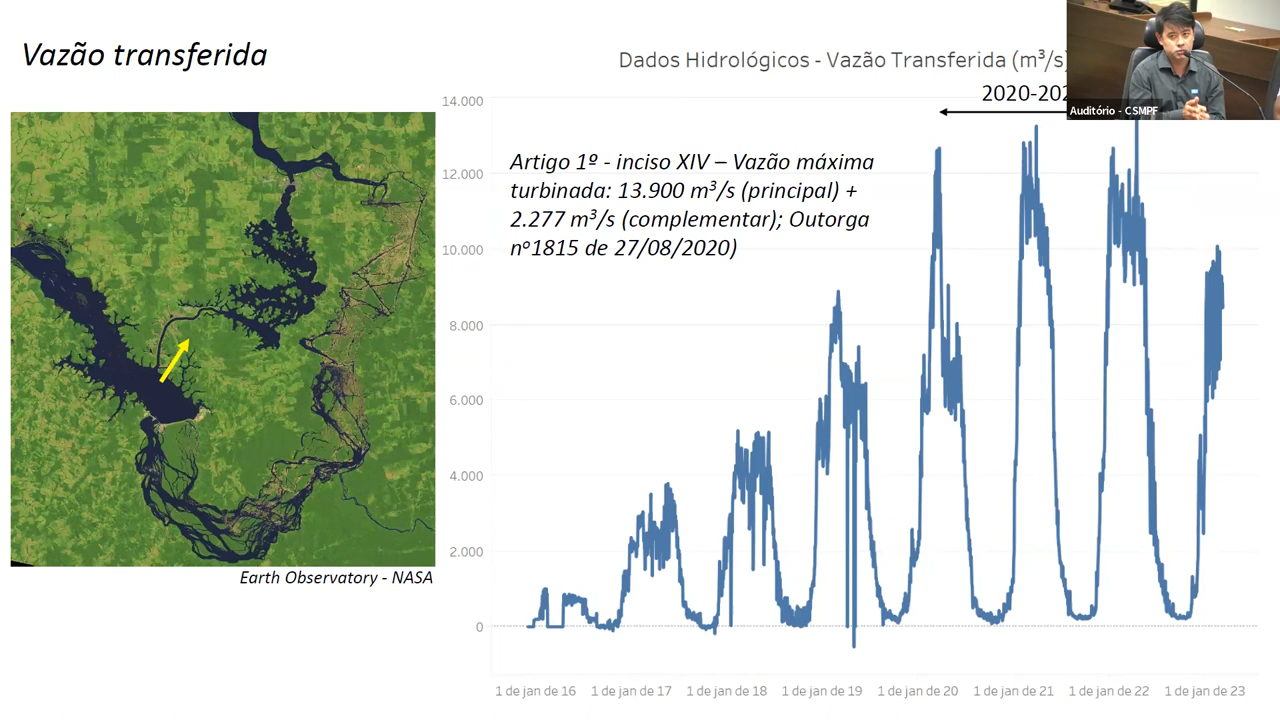 Vazão transferida
Dados Hidrológicos - Vazão Transferida (m³/s)
2020-202
Auditório - CSMPF
Artigo 1º - inciso XIV – Vazão máxima
turbinada: 13.900 m³/s (principal) +
2.277 m³/s (complementar); Outorga
nº1815 de 27/08/2020)
14.000
12.000
10.000
8.000
6.000
4.000
2.000
0
Earth Observatory - NASA
1 de jan de 16
1 de jan de 17
1 de jan de 18
1 de jan de 19
1 de jan de 20
1 de jan de 21
1 de jan de 22
1 de jan de 23